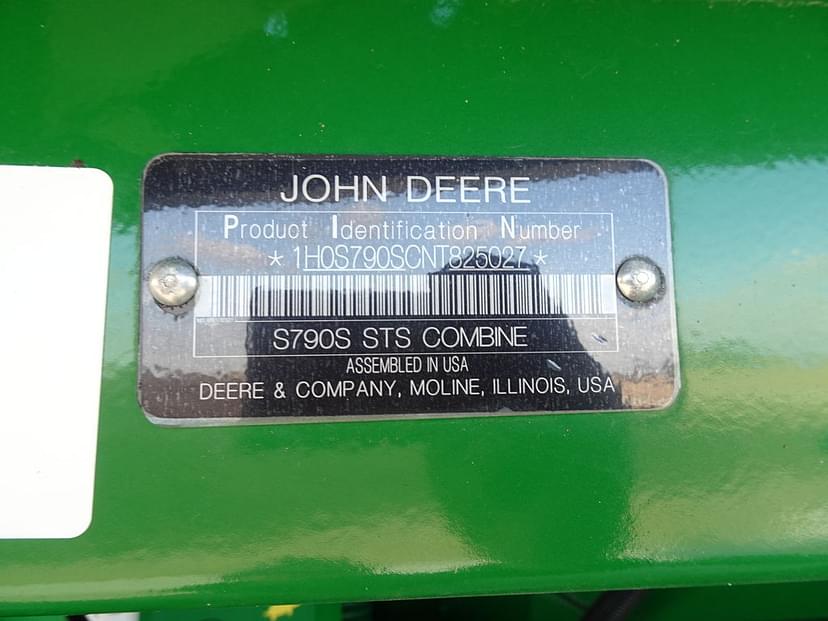 JOHN DEERE
Product Identification Number
*1H0S790SCNT825027*
S790S STS COMBINE
ASSEMBLED IN USA
DEERE & COMPANY, MOLINE, ILLINOIS, USA